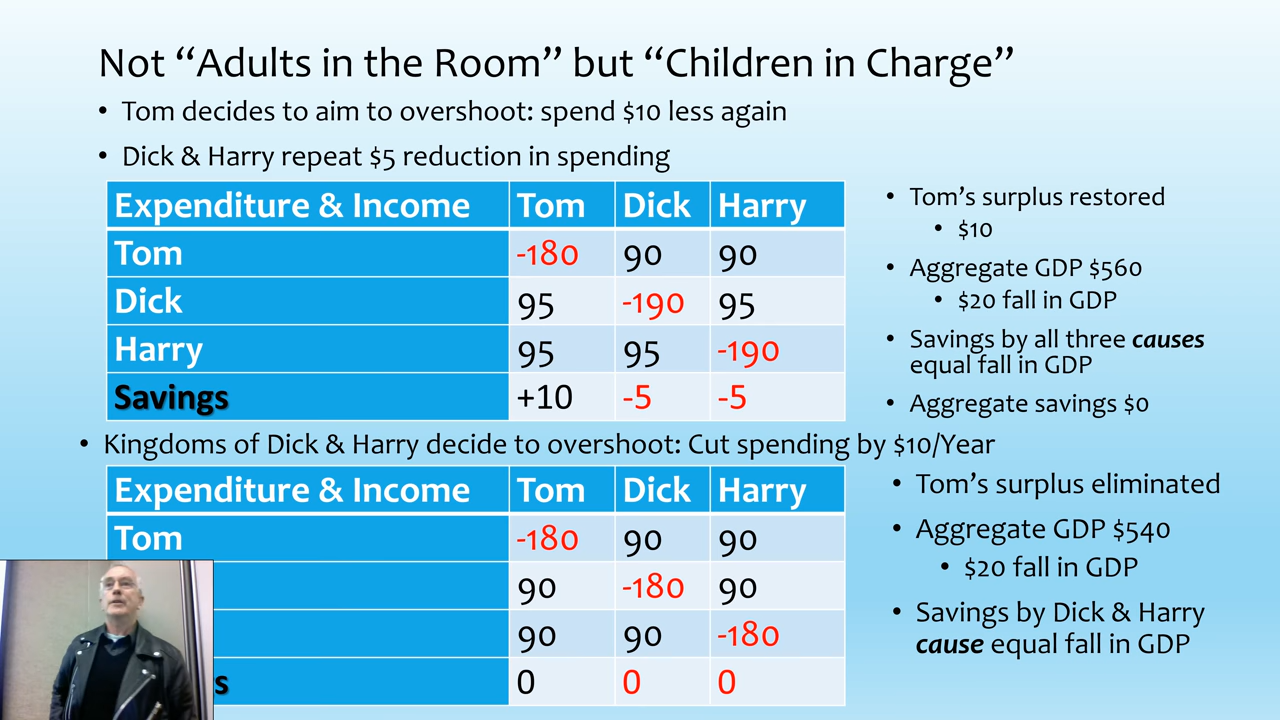 Not “Adults in the Room” but “Children in Charge”
• Tom decides to aim to overshoot: spend $10 less again
• Dick & Harry repeat $5 reduction in spending
Expenditure & Income Tom Dick Harry
Tom -180 90 90
Dick 95 -190 95
Harry 95 95 -190
Savings +10 -5 -5
• Tom’s surplus restored
• $10
• Aggregate GDP $560
• $20 fall in GDP
• Savings by all three causes
equal fall in GDP
• Aggregate savings $0
• Kingdoms of Dick & Harry decide to overshoot: Cut spending by $10/Year
Expenditure & Income Tom Dick Harry
Tom -180 90 90
90 -180 90
90 90 -180
s 0 0 0
• Tom’s surplus eliminated
• Aggregate GDP $540
• $20 fall in GDP
• Savings by Dick & Harry
cause equal fall in GDP